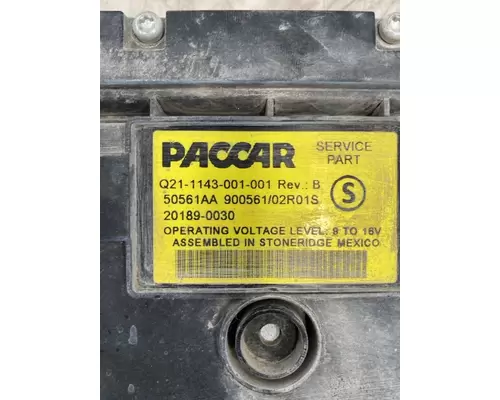 PACCAR
SERVICE
PART
Q21-1143-001-001 Rev.: B
50561AA 900561/02R01S
S
20189-0030
OPERATING VOLTAGE LEVEL: 9 TO 16V
ASSEMBLED IN STONERIDGE MEXICO